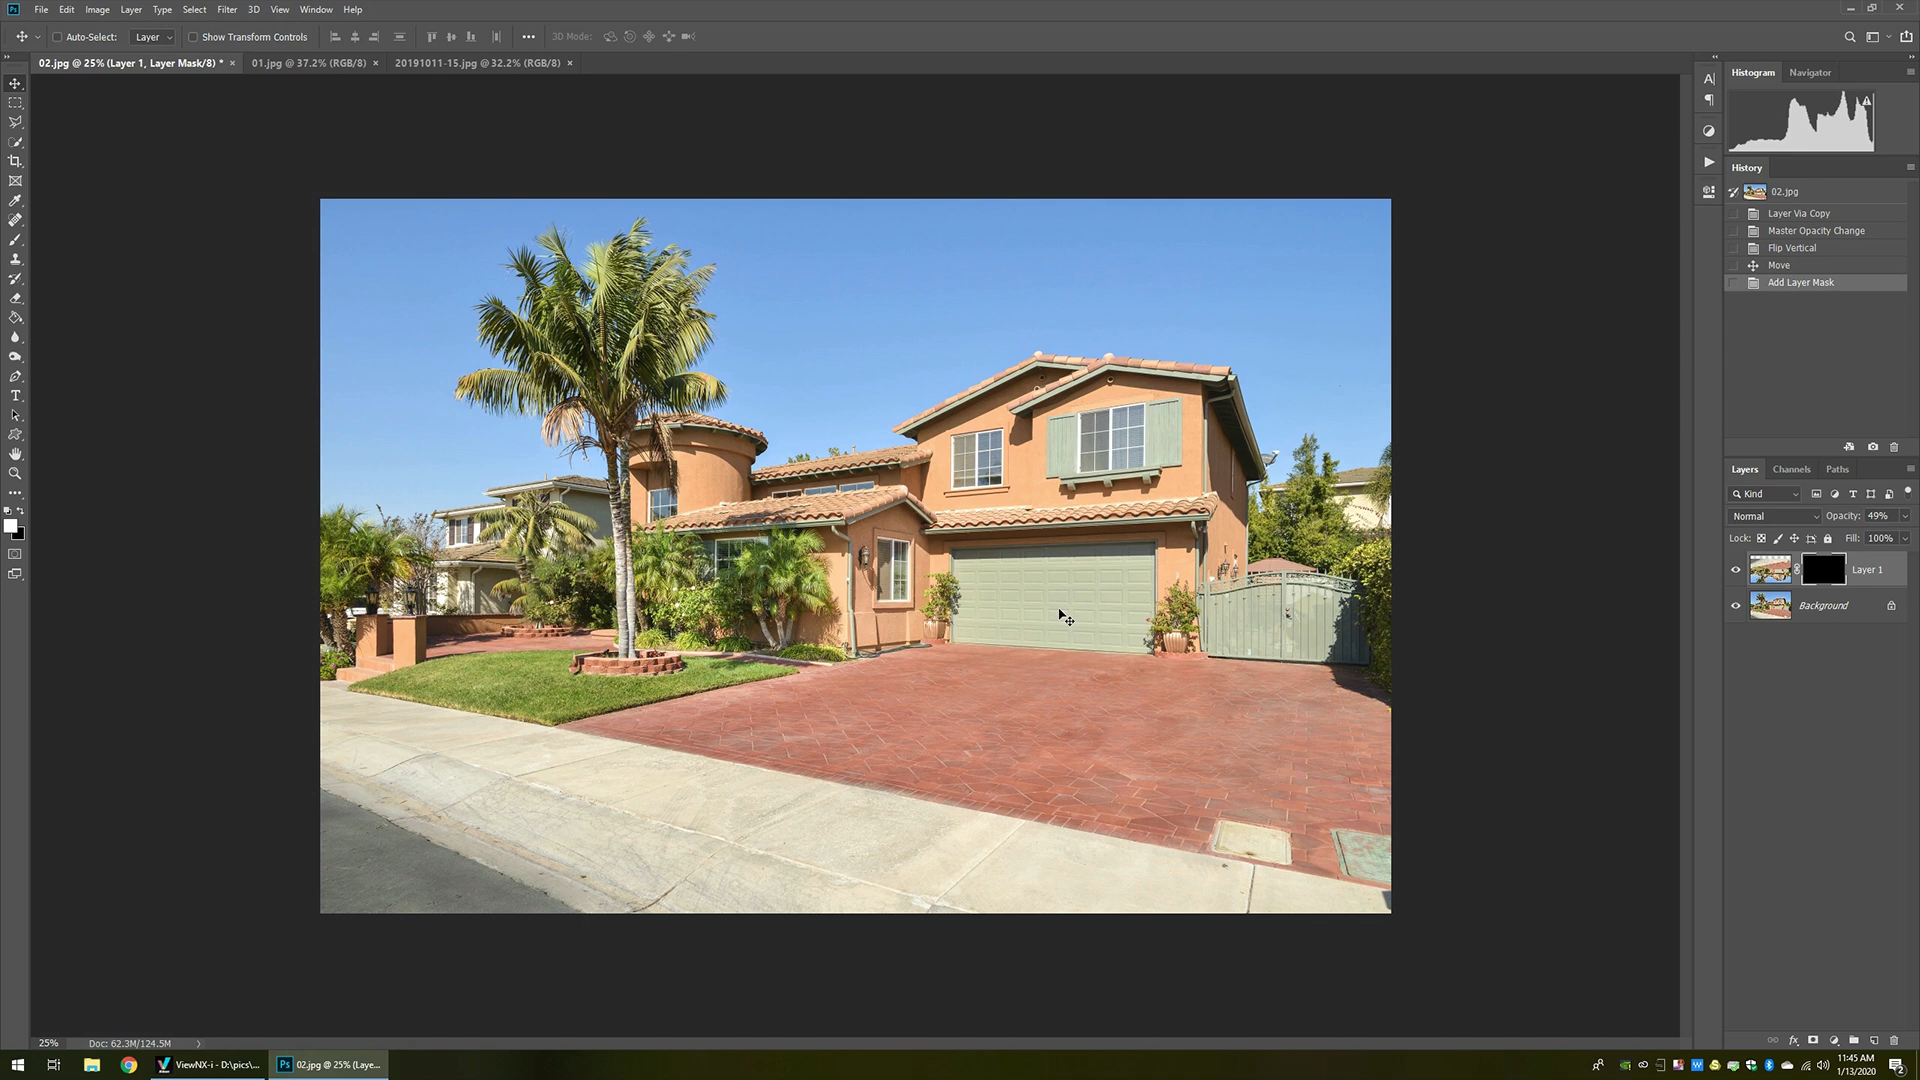 Ps File Edit Image Layer Type Select Filter 3D View Window Help
Auto-Select: Layer Show Transform Controls 3D Mode:
02.jpg @ 25% (Layer 1, Layer Mask/8) * × 01.jpg @ 37.2% (RGB/8) × 20191011-15.jpg @ 32.2% (RGB/8) ×
Histogram Navigator
History
02.jpg
Layer Via Copy
Master Opacity Change
Flip Vertical
Move
Add Layer Mask
Layers Channels Paths
Kind
Normal Opacity: 49%
Lock: Fill: 100%
Layer 1
Background
25% Doc: 62.3M/124.5M
ViewNX-i - D:\pics\... Ps 02.jpg @ 25% (Laye...
11:45 AM
1/13/2020